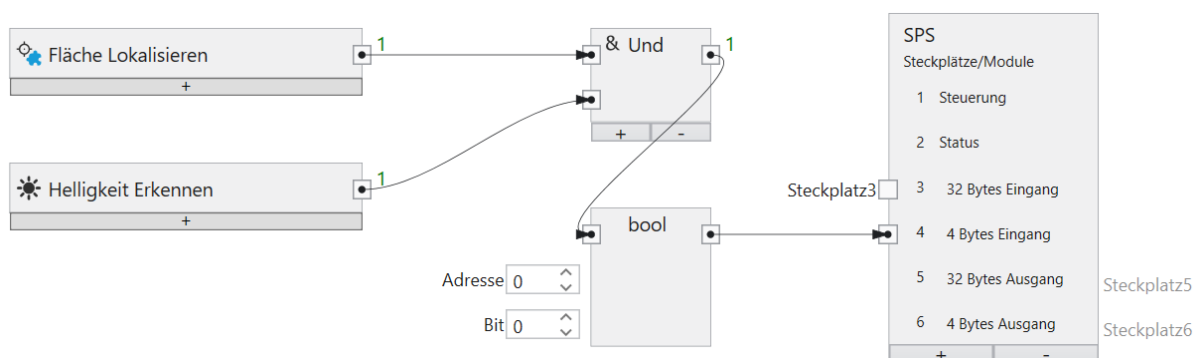 Fläche Lokalisieren
1
+
Helligkeit Erkennen
1
+
& Und
1
+ -
bool
Adresse 0
Bit 0
SPS
Steckplätze/Module
1 Steuerung
2 Status
Steckplatz3 3 32 Bytes Eingang
4 4 Bytes Eingang
5 32 Bytes Ausgang Steckplatz5
6 4 Bytes Ausgang Steckplatz6
+ -